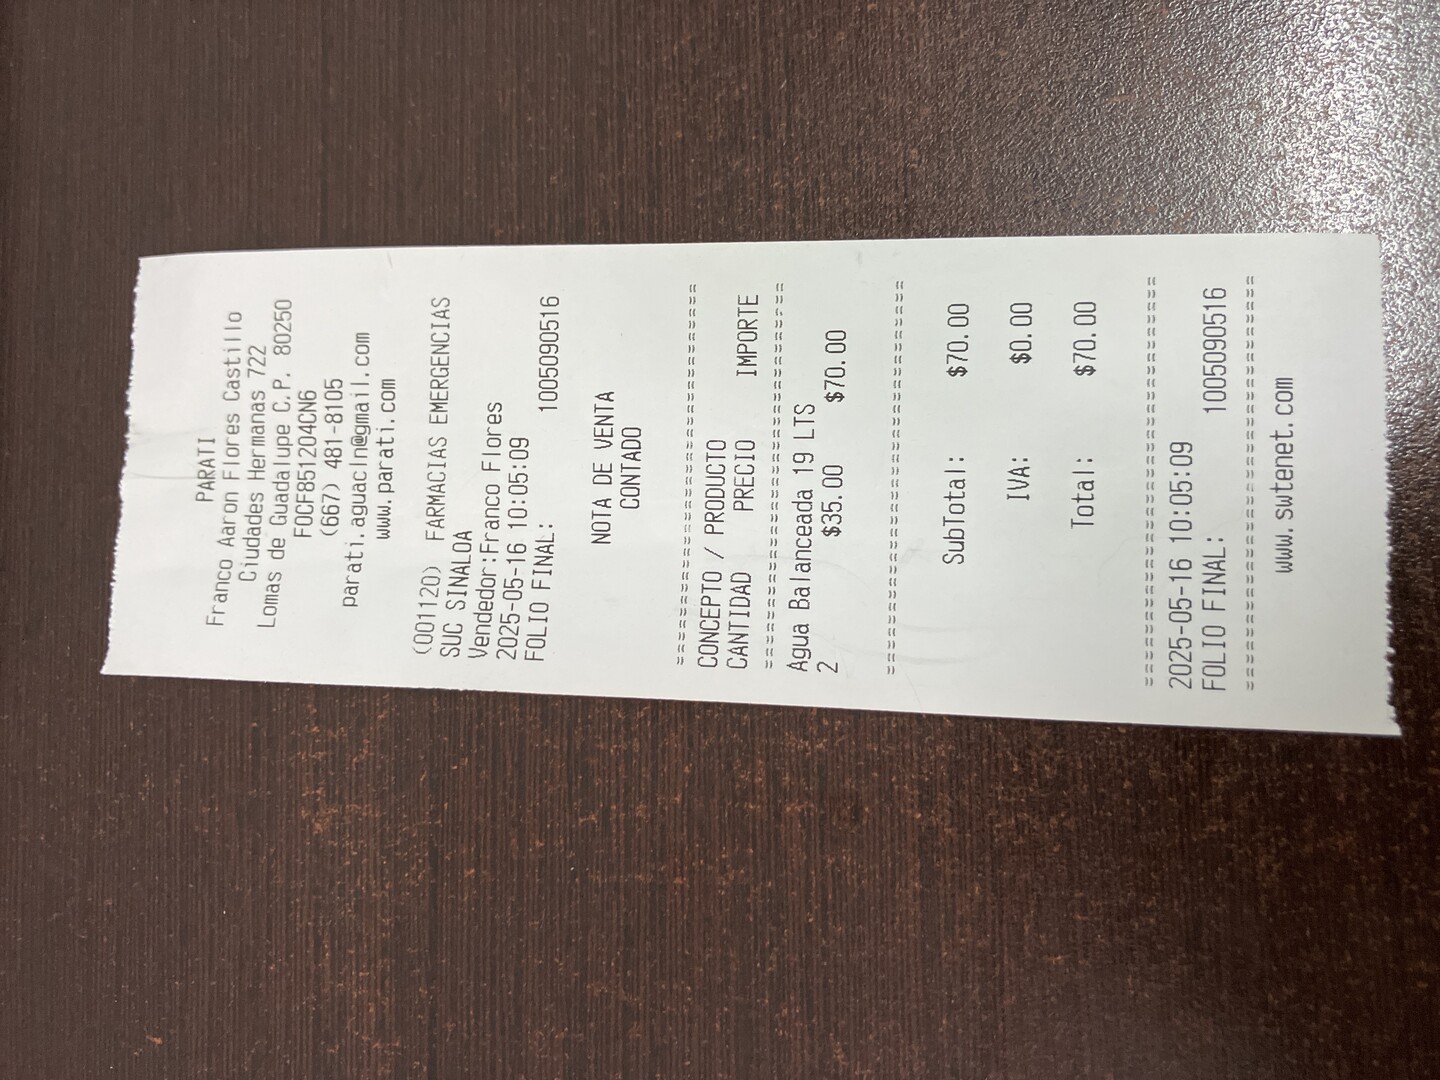 PARATI
Franco Aaron Flores Castillo
Ciudades Hermanas 722
Lomas de Guadalupe C.P. 80250
FOCF851204CN6
(667) 481-8105
parati.aguacln@gmail.com
www.parati.com
(001120) FARMACIAS EMERGENCIAS
SUC SINALOA
Vendedor:Franco Flores
2025-05-16 10:05:09
FOLIO FINAL: 1005090516
NOTA DE VENTA
CONTADO
==================================
CONCEPTO / PRODUCTO
CANTIDAD PRECIO IMPORTE
==================================
Agua Balanceada 19 LTS
2 $35.00 $70.00
==================================
SubTotal: $70.00
IVA: $0.00
Total: $70.00
==================================
2025-05-16 10:05:09
FOLIO FINAL: 1005090516
==================================
www.swtenet.com